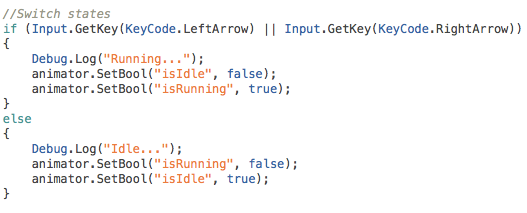 //Switch states
if (Input.GetKey(KeyCode.LeftArrow) || Input.GetKey(KeyCode.RightArrow))
{
    Debug.Log("Running...");
    animator.SetBool("isIdle", false);
    animator.SetBool("isRunning", true);
}
else
{
    Debug.Log("Idle...");
    animator.SetBool("isRunning", false);
    animator.SetBool("isIdle", true);
}